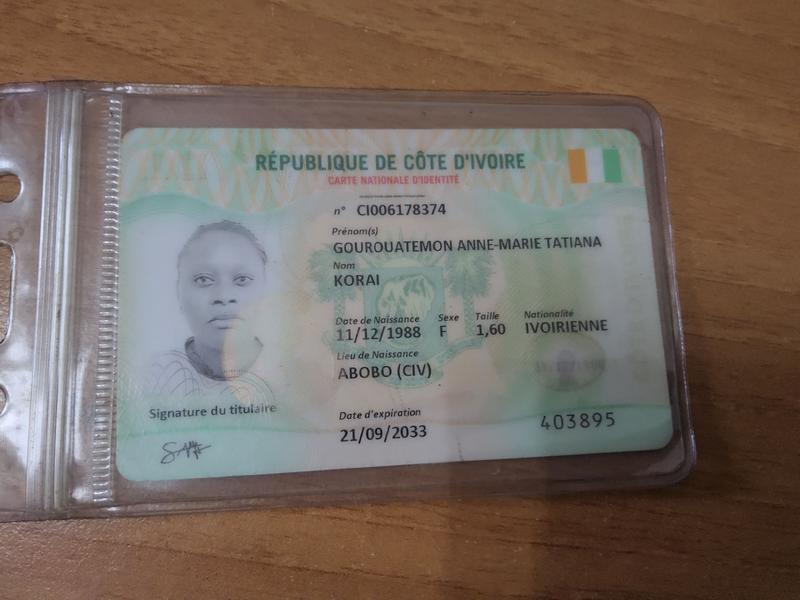 RÉPUBLIQUE DE CÔTE D'IVOIRE
CARTE NATIONALE D'IDENTITÉ
n° CI006178374
Prénom(s)
GOUROUATEMON ANNE-MARIE TATIANA
Nom
KORAI
Date de Naissance Sexe Taille Nationalité
11/12/1988 F 1,60 IVOIRIENNE
Lieu de Naissance
ABOBO (CIV)
Signature du titulaire
Date d'expiration
21/09/2033
403895